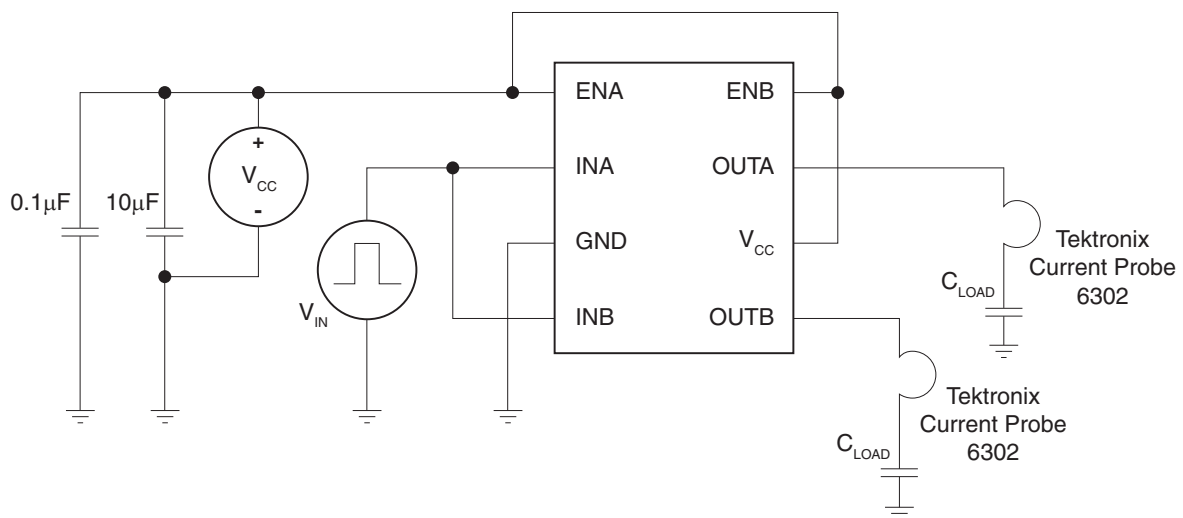 ENA ENB
INA OUTA
GND V_CC
INB OUTB
+
V_CC
-
0.1µF
10µF
V_IN
Tektronix
Current Probe
6302
C_LOAD
Tektronix
Current Probe
6302
C_LOAD